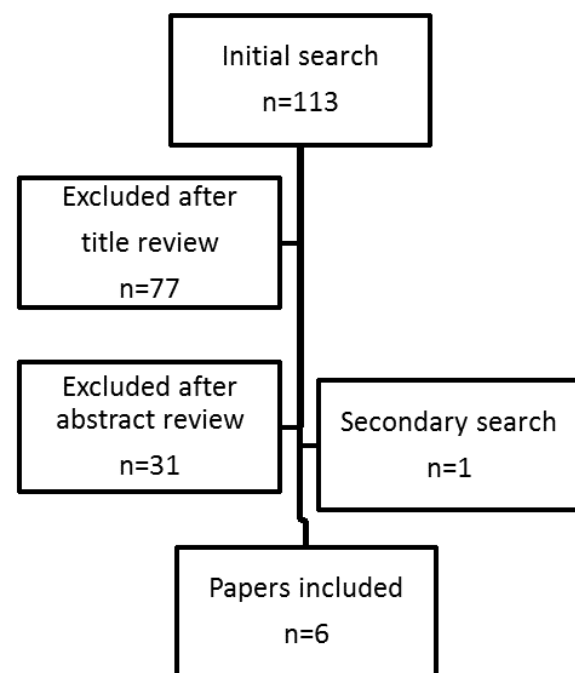 Initial search
n=113
Excluded after
title review
n=77
Excluded after
abstract review
n=31
Secondary search
n=1
Papers included
n=6